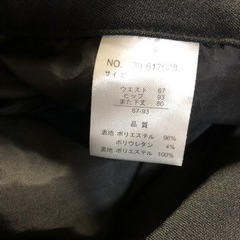 NO.
サイズ
ウエスト 67
ヒップ 93
また下丈 80
67-93
品質
表地 ポリエステル 96%
ポリウレタン 4%
裏地 ポリエステル 100%